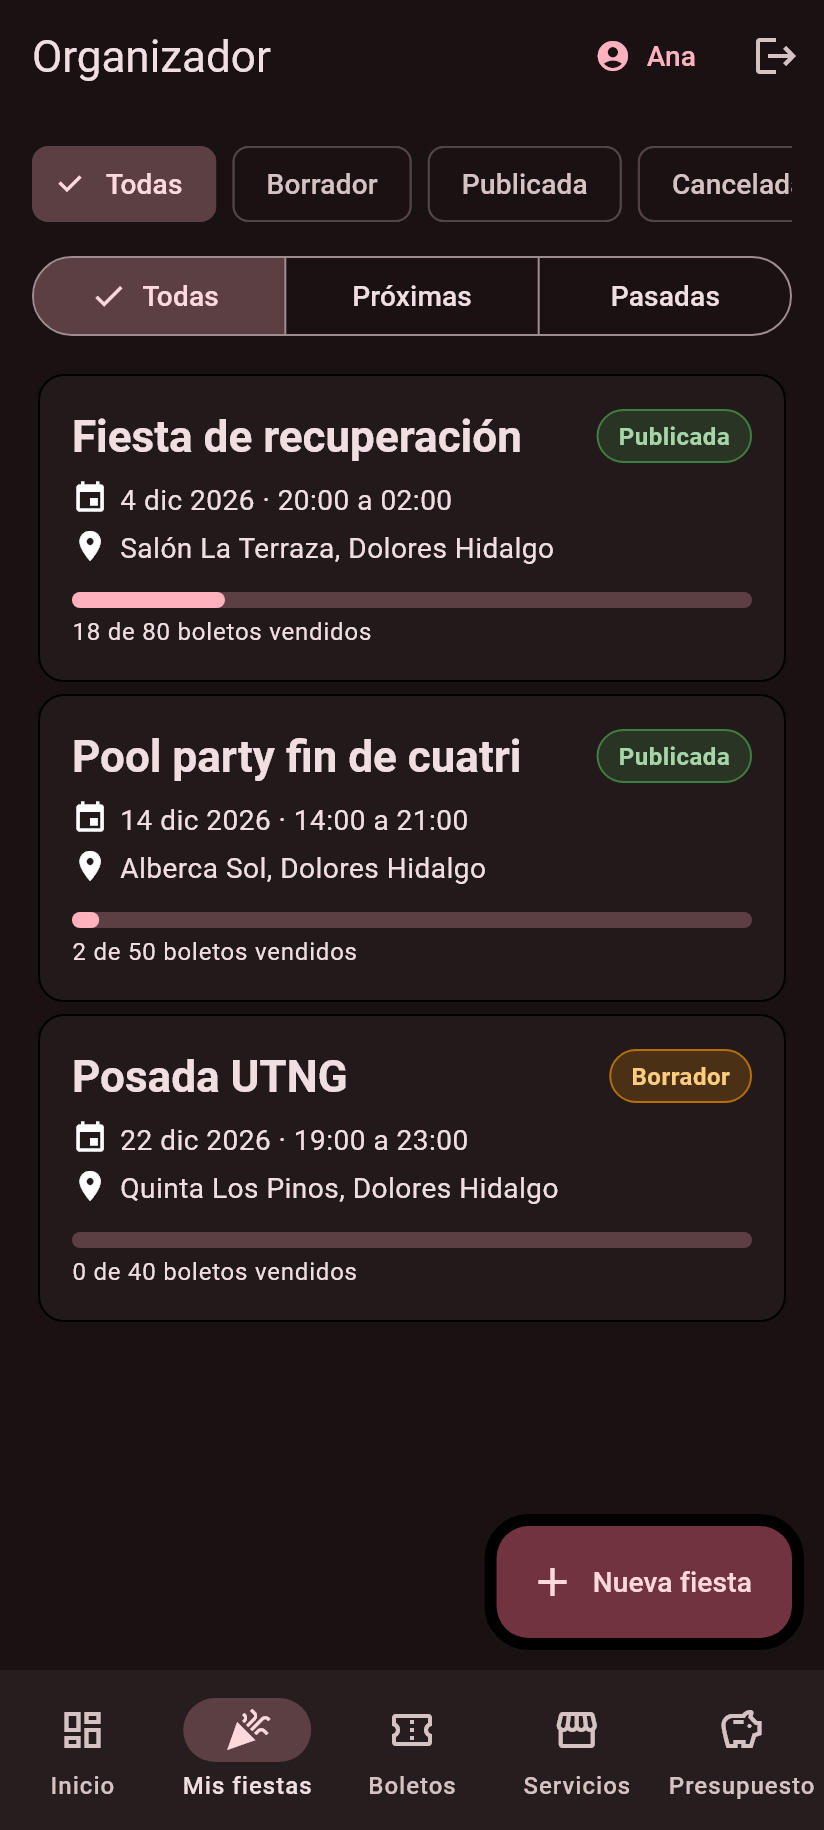 Organizador
Ana
Todas
Borrador
Publicada
Cancelad
Todas
Próximas
Pasadas
Fiesta de recuperación
Publicada
4 dic 2026 · 20:00 a 02:00
Salón La Terraza, Dolores Hidalgo
18 de 80 boletos vendidos
Pool party fin de cuatri
Publicada
14 dic 2026 · 14:00 a 21:00
Alberca Sol, Dolores Hidalgo
2 de 50 boletos vendidos
Posada UTNG
Borrador
22 dic 2026 · 19:00 a 23:00
Quinta Los Pinos, Dolores Hidalgo
0 de 40 boletos vendidos
Nueva fiesta
Inicio
Mis fiestas
Boletos
Servicios
Presupuesto